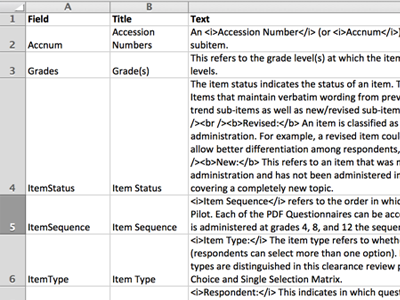 A B
1 Field Title Text
Accession An <i>Accession Number</i> (or <i>Accnum</i>)
2 Accnum Numbers subitem.
This refers to the grade level(s) at which the item
3 Grades Grade(s) levels.
The item status indicates the status of an item. T
Items that maintain verbatim wording from prev
trend sub-items as well as new/revised sub-item
/><br /><b>Revised:</b> An item is classified as
administration. For example, a revised item coul
allow better differentiation among respondents,
/><b>New:</b> This refers to an item that was n
administration and has not been administered in
4 ItemStatus Item Status covering a completely new topic.
<i>Item Sequence</i> refers to the order in whic
Pilot. Each of the PDF Questionnaires can be acc
5 ItemSequence Item Sequence is administered at grades 4, 8, and 12 the sequen
<i>Item Type:</i> The item type refers to wheth
(respondents can select more than one option). I
types are distinguished in this clearance review p
6 ItemType Item Type Choice and Single Selection Matrix.
<i>Respondent:</i> This indicates in which quest